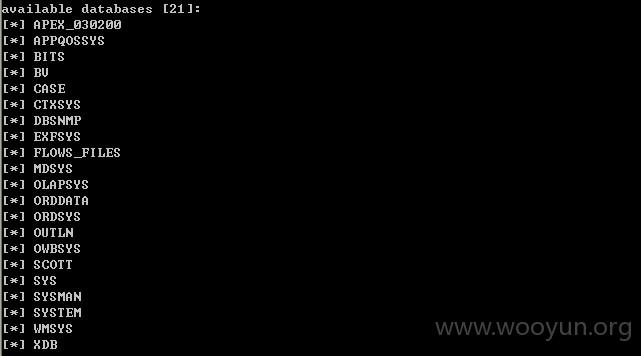 available databases [21]:
[*] APEX_030200
[*] APPQOSSYS
[*] BITS
[*] BV
[*] CASE
[*] CTXSYS
[*] DBSNMP
[*] EXFSYS
[*] FLOWS_FILES
[*] MDSYS
[*] OLAPSYS
[*] ORDDATA
[*] ORDSYS
[*] OUTLN
[*] OWBSYS
[*] SCOTT
[*] SYS
[*] SYSMAN
[*] SYSTEM
[*] WMSYS
[*] XDB
www.wooyun.org